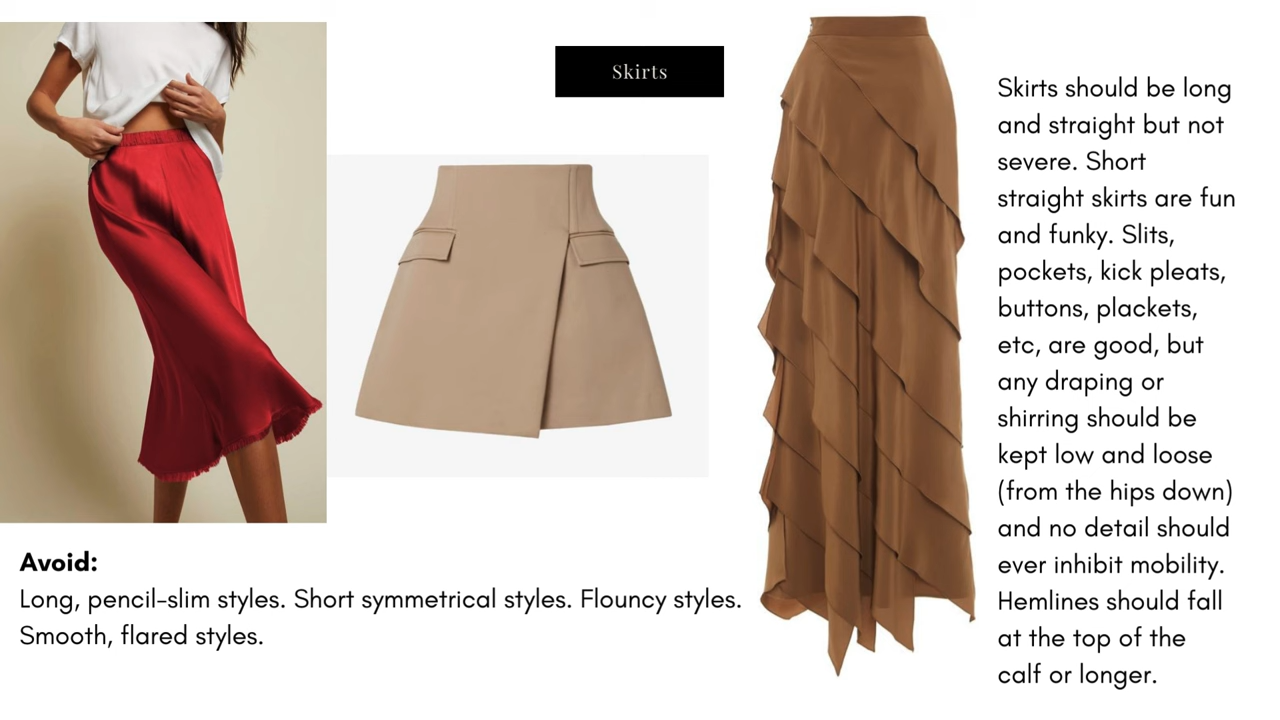 Skirts
Skirts should be long
and straight but not
severe. Short
straight skirts are fun
and funky. Slits,
pockets, kick pleats,
buttons, plackets,
etc, are good, but
any draping or
shirring should be
kept low and loose
(from the hips down)
and no detail should
ever inhibit mobility.
Hemlines should fall
at the top of the
calf or longer.
Avoid:
Long, pencil-slim styles. Short symmetrical styles. Flouncy styles.
Smooth, flared styles.